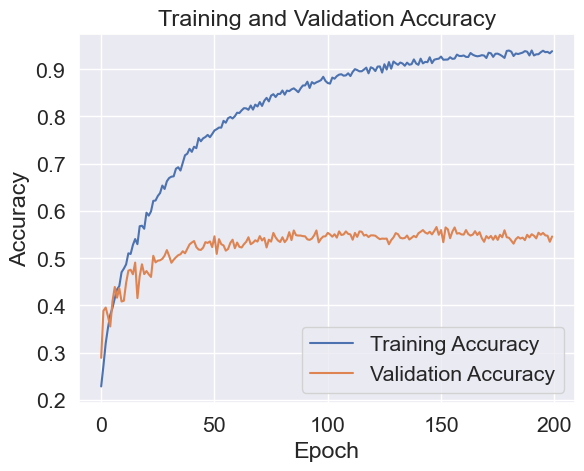 Training and Validation Accuracy
Accuracy
0.9
0.8
0.7
0.6
0.5
0.4
0.3
0.2
Training Accuracy
Validation Accuracy
0 50 100 150 200
Epoch